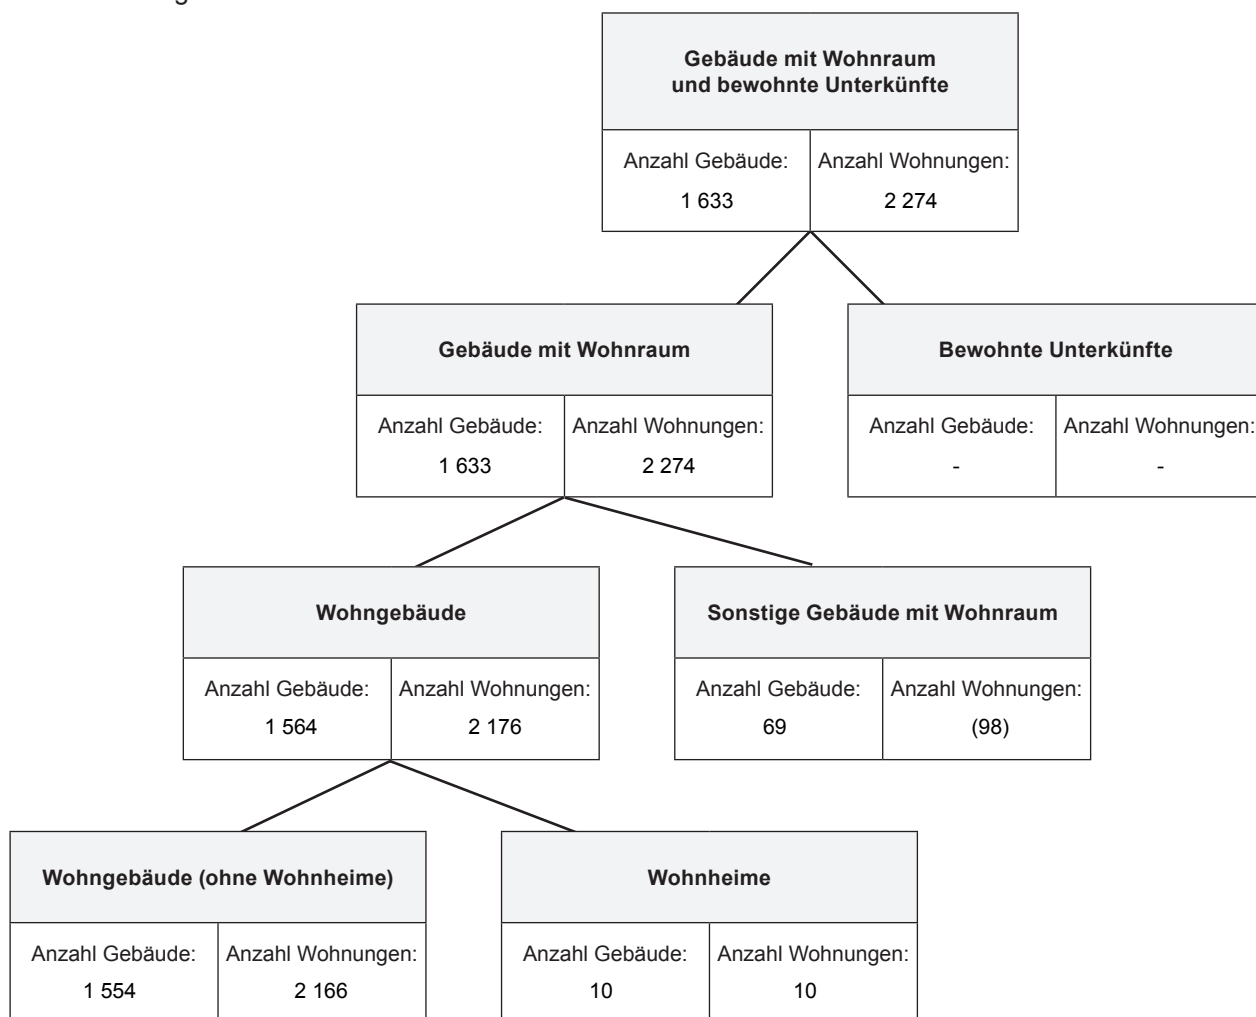 Gebäude mit Wohnraum
und bewohnte Unterkünfte
Anzahl Gebäude: Anzahl Wohnungen:
1 633 2 274
Gebäude mit Wohnraum Bewohnte Unterkünfte
Anzahl Gebäude: Anzahl Wohnungen: Anzahl Gebäude: Anzahl Wohnungen:
1 633 2 274 - -
Wohngebäude Sonstige Gebäude mit Wohnraum
Anzahl Gebäude: Anzahl Wohnungen: Anzahl Gebäude: Anzahl Wohnungen:
1 564 2 176 69 (98)
Wohngebäude (ohne Wohnheime) Wohnheime
Anzahl Gebäude: Anzahl Wohnungen: Anzahl Gebäude: Anzahl Wohnungen:
1 554 2 166 10 10